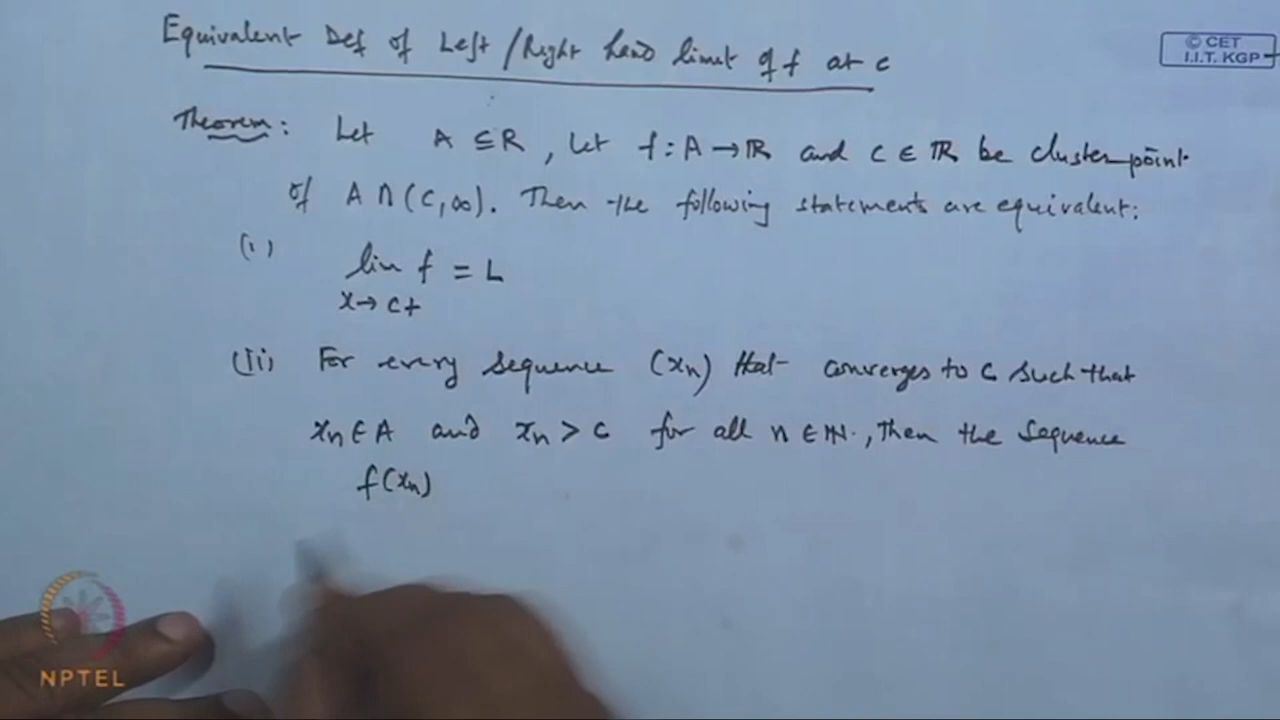 Equivalent Def of Left/Right hand limit of f at c
© CET
I.I.T. KGP
Theorem: Let A ⊆ R, Let f: A → ℝ and c ∈ ℝ be cluster point
of A ∩ (c, ∞). Then the following statements are equivalent:
(i) lim f = L
x → c+
(ii) For every sequence (xn) that converges to c such that
xn ∈ A and xn > c for all n ∈ ℕ., Then the sequence
f(xn)
NPTEL